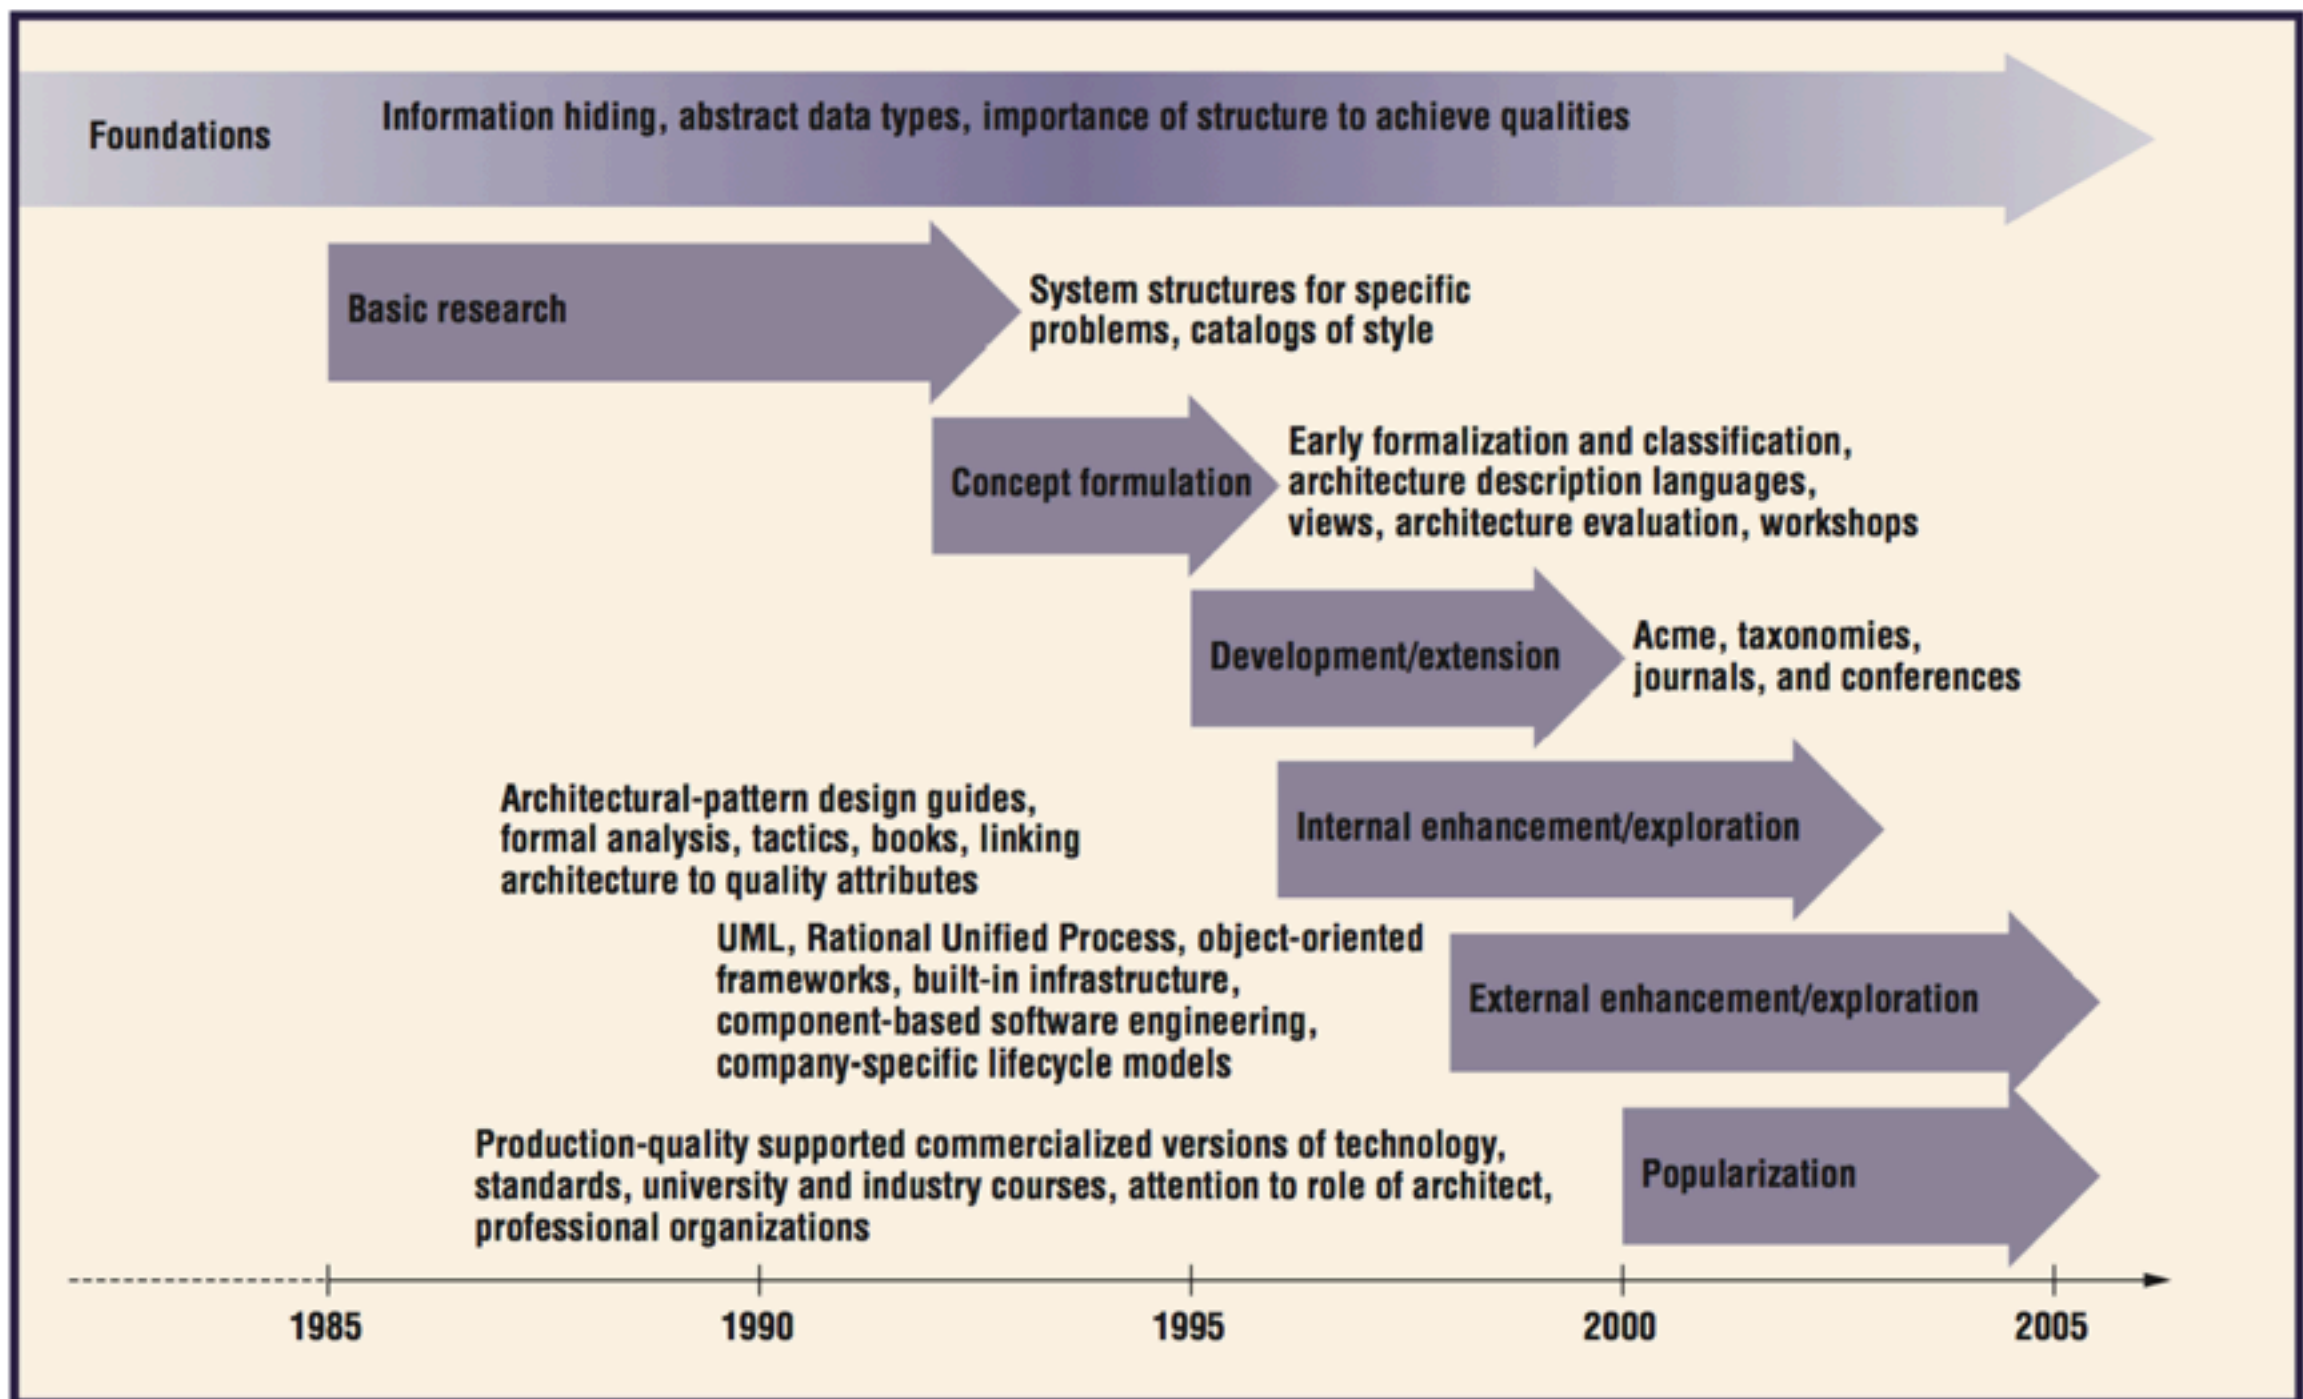 Foundations
Information hiding, abstract data types, importance of structure to achieve qualities
Basic research
System structures for specific
problems, catalogs of style
Concept formulation
Early formalization and classification,
architecture description languages,
views, architecture evaluation, workshops
Development/extension
Acme, taxonomies,
journals, and conferences
Architectural-pattern design guides,
formal analysis, tactics, books, linking
architecture to quality attributes
Internal enhancement/exploration
UML, Rational Unified Process, object-oriented
frameworks, built-in infrastructure,
component-based software engineering,
company-specific lifecycle models
External enhancement/exploration
Production-quality supported commercialized versions of technology,
standards, university and industry courses, attention to role of architect,
professional organizations
Popularization
1985 1990 1995 2000 2005